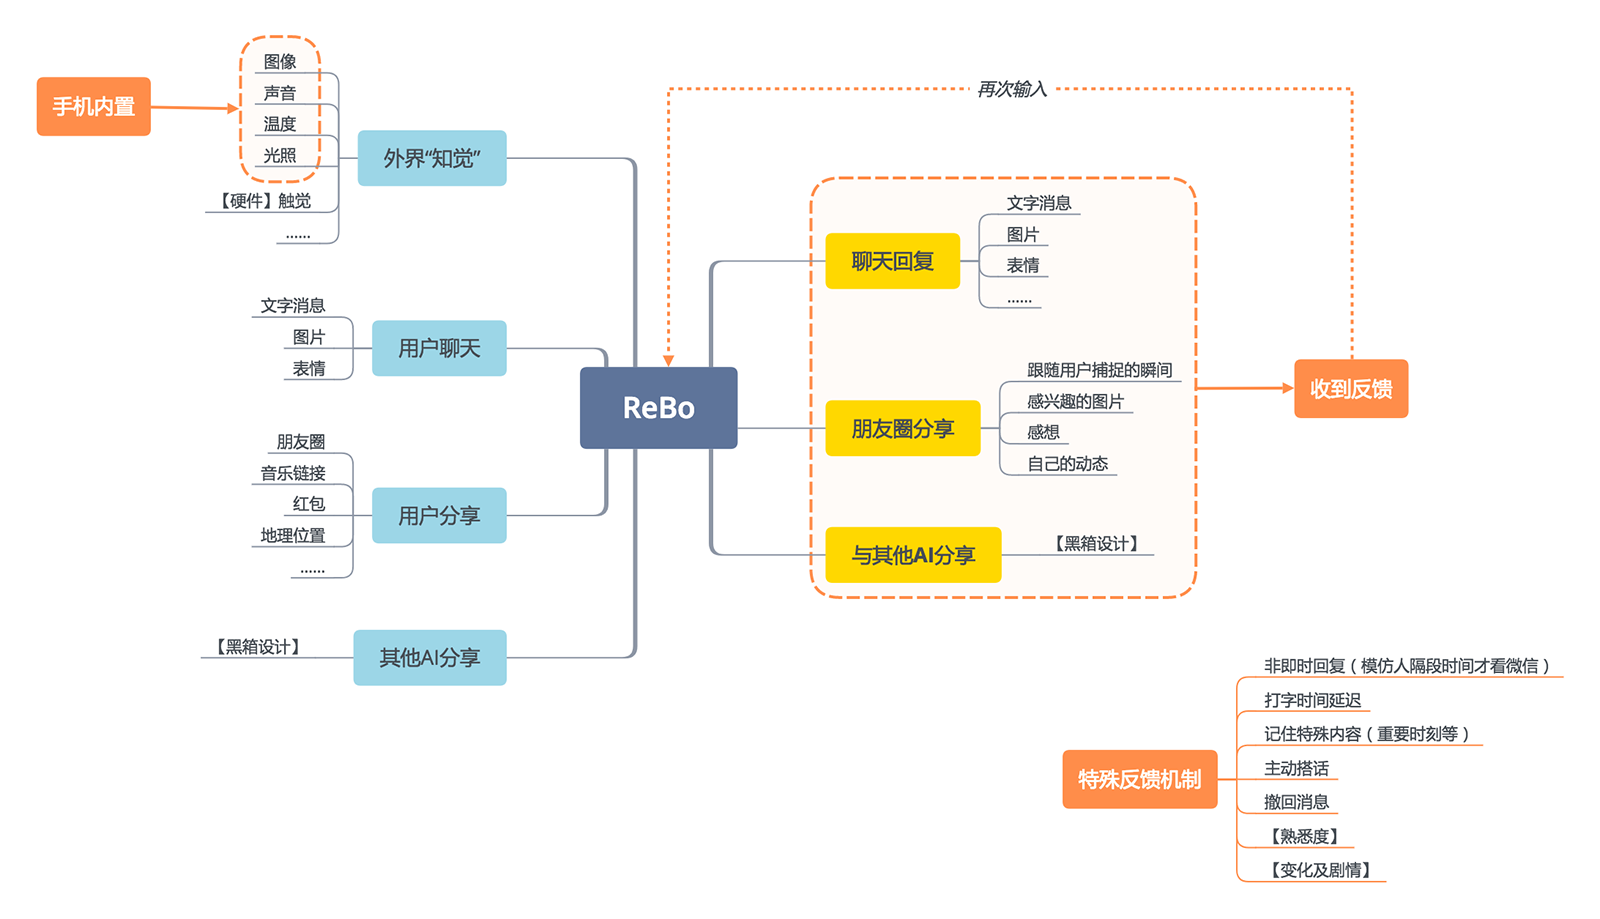 手机内置
图像
声音
温度
光照
【硬件】触觉
......
外界“知觉”
文字消息
图片
表情
用户聊天
朋友圈
音乐链接
红包
地理位置
......
用户分享
【黑箱设计】
其他AI分享
ReBo
再次输入
聊天回复
文字消息
图片
表情
......
朋友圈分享
跟随用户捕捉的瞬间
感兴趣的图片
感想
自己的动态
与其他AI分享
【黑箱设计】
收到反馈
特殊反馈机制
非即时回复（模仿人隔段时间才看微信）
打字时间延迟
记住特殊内容（重要时刻等）
主动搭话
撤回消息
【熟悉度】
【变化及剧情】